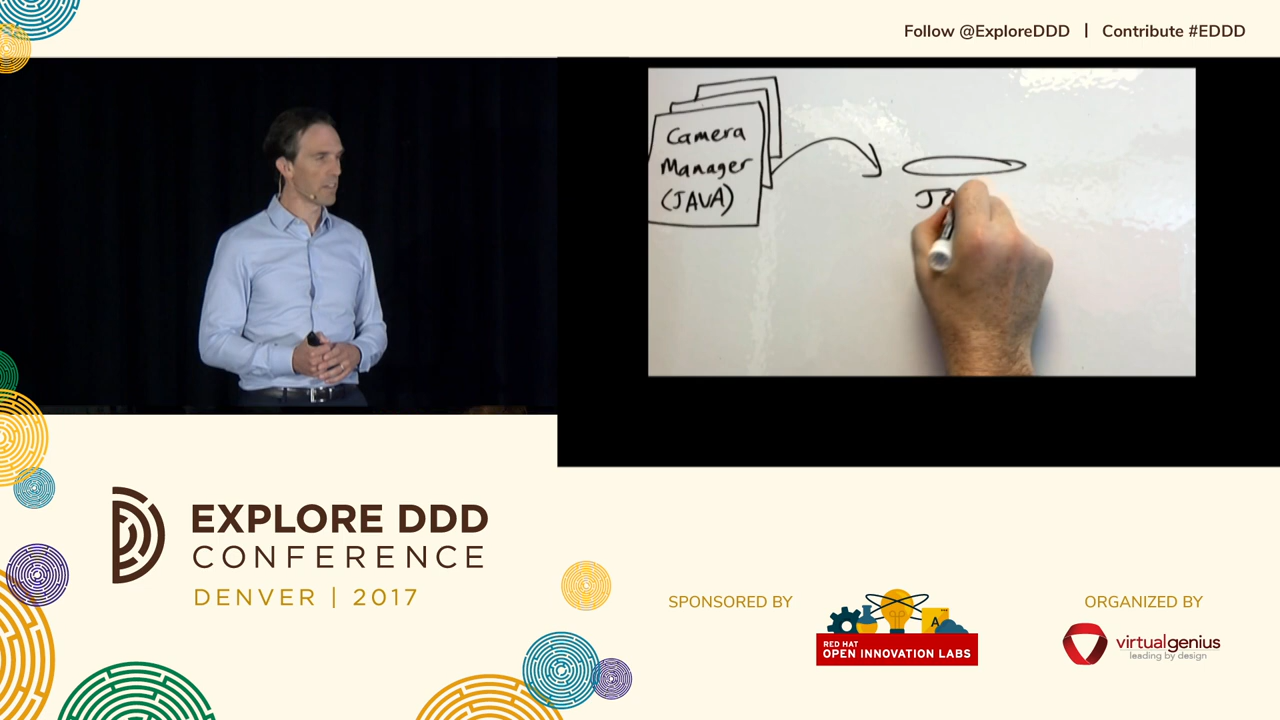 Follow @ExploreDDD | Contribute #EDDD
Camera
Manager
(JAVA)
EXPLORE DDD
CONFERENCE
DENVER | 2017
SPONSORED BY
RED HAT
OPEN INNOVATION LABS
A
ORGANIZED BY
virtualgenius
leading by design